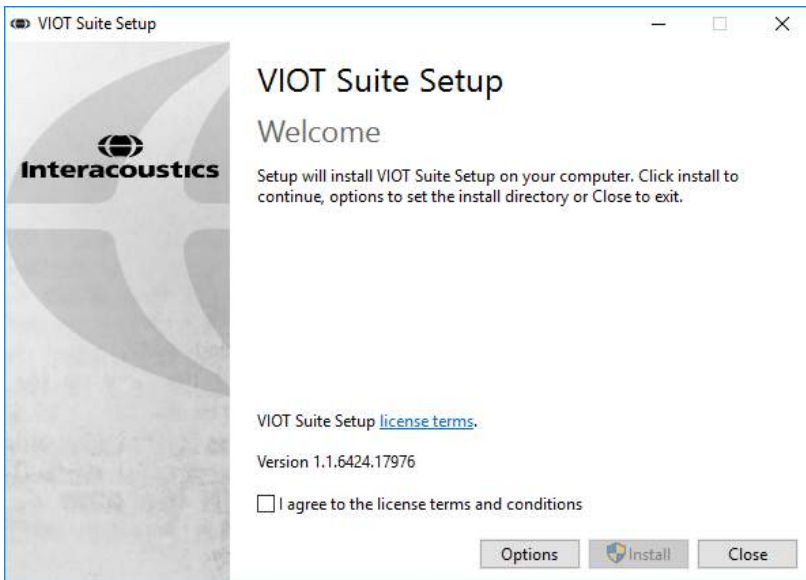 VIOT Suite Setup
VIOT Suite Setup
Welcome
Interacoustics
Setup will install VIOT Suite Setup on your computer. Click install to
continue, options to set the install directory or Close to exit.
VIOT Suite Setup license terms.
Version 1.1.6424.17976
I agree to the license terms and conditions
Options
Install
Close